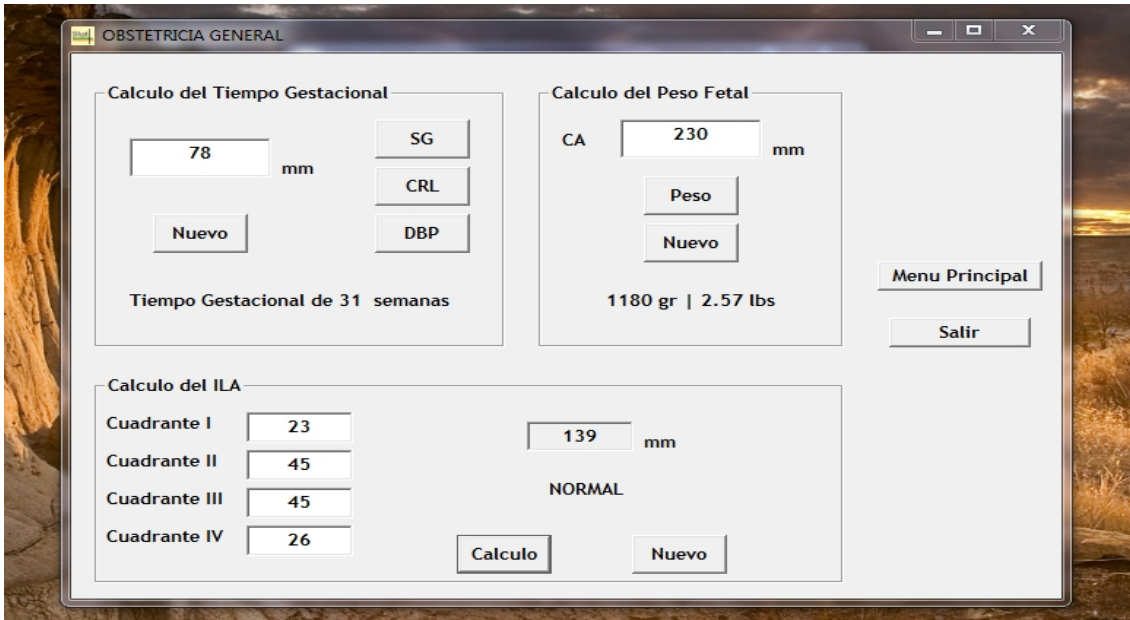 OBSTETRICIA GENERAL
Calculo del Tiempo Gestacional
78
mm
SG
CRL
DBP
Nuevo
Tiempo Gestacional de 31 semanas
Calculo del Peso Fetal
CA
230
mm
Peso
Nuevo
1180 gr | 2.57 lbs
Menu Principal
Salir
Calculo del ILA
Cuadrante I 23
Cuadrante II 45
Cuadrante III 45
Cuadrante IV 26
139 mm
NORMAL
Calculo
Nuevo